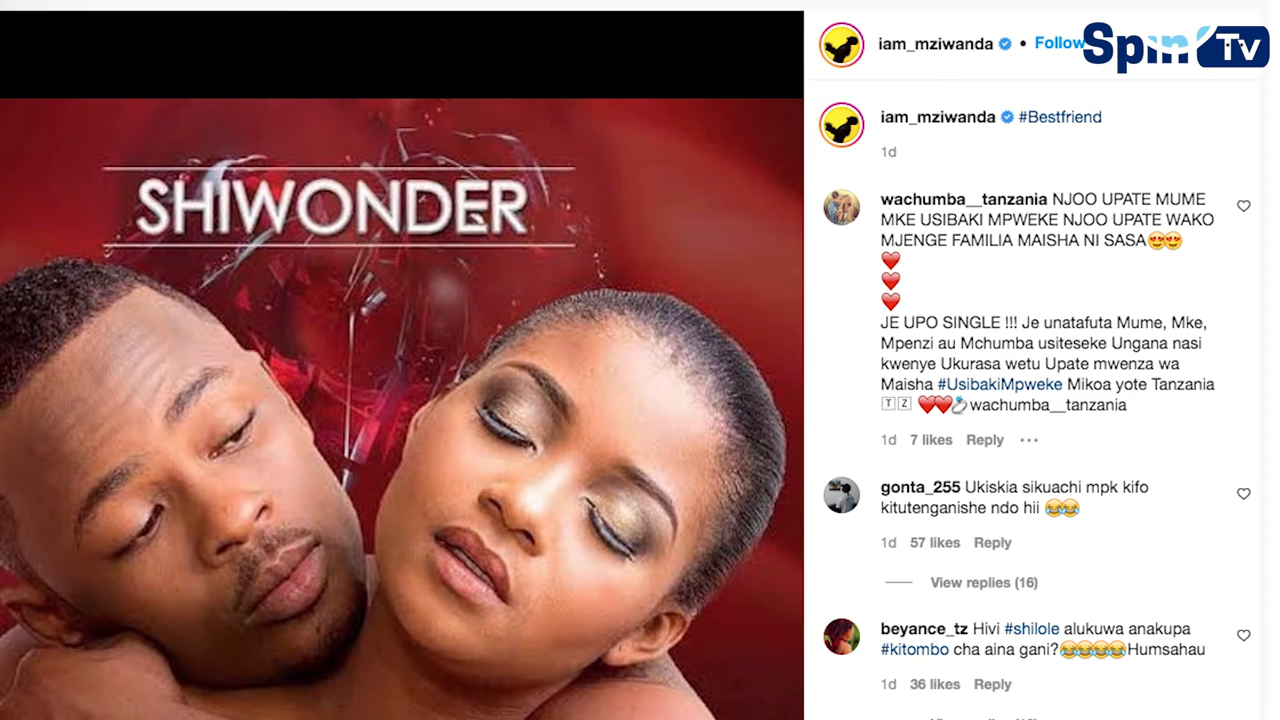 SHIWONDER
iam_mziwanda • Follow
Spin Tv
iam_mziwanda #Bestfriend
1d
wachumba__tanzania NJOO UPATE MUME
MKE USIBAKI MPWEKE NJOO UPATE WAKO
MJENGE FAMILIA MAISHA NI SASA😍😍
❤️
❤️
❤️
JE UPO SINGLE !!! Je unatafuta Mume, Mke,
Mpenzi au Mchumba usiteseke Ungana nasi
kwenye Ukurasa wetu Upate mwenza wa
Maisha #UsibakiMpweke Mikoa yote Tanzania
🇹🇿 ❤️❤️💍wachumba__tanzania
1d 7 likes Reply •••
gonta_255 Ukiskia sikuachi mpk kifo
kitutenganishe ndo hii 😂😂
1d 57 likes Reply
View replies (16)
beyance_tz Hivi #shilole alukuwa anakupa
#kitombo cha aina gani?😂😂😂😂Humsahau
1d 36 likes Reply